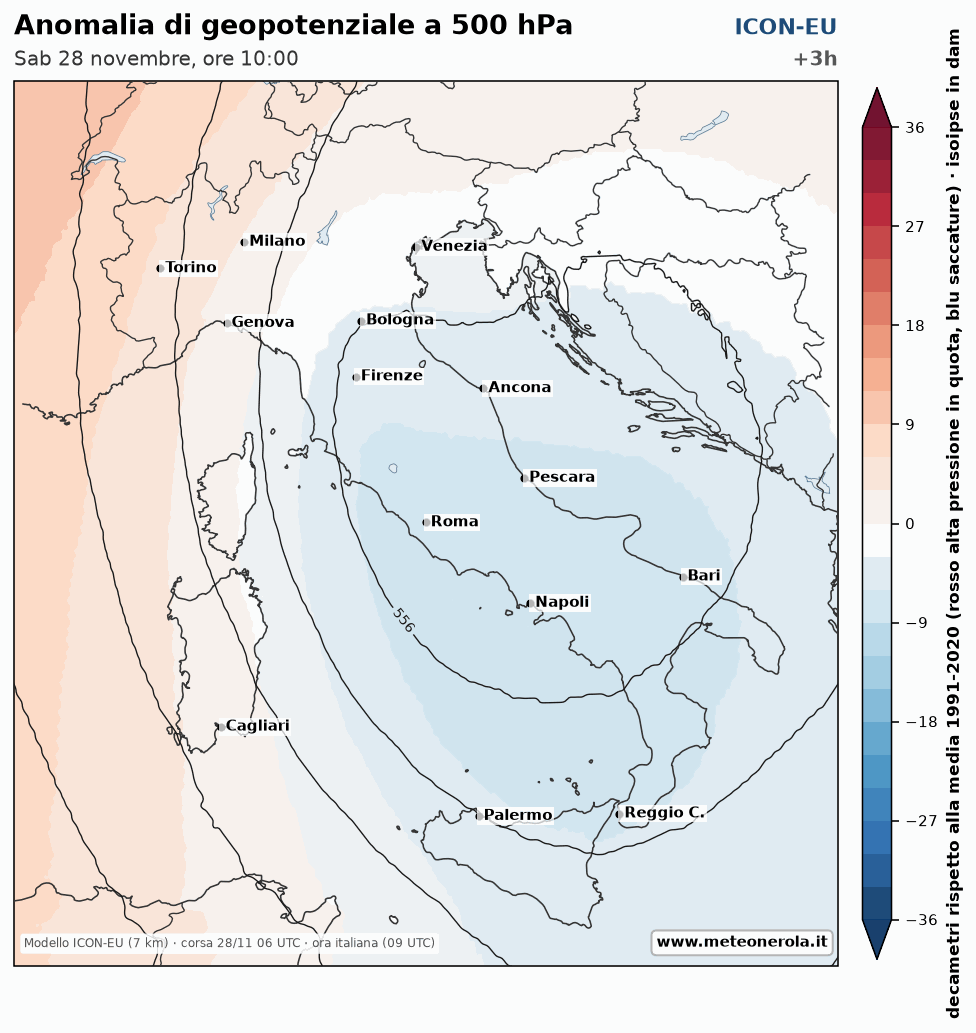 Anomalia di geopotenziale a 500 hPa
ICON-EU
Sab 28 novembre, ore 10:00
+3h
Milano
Venezia
Torino
Genova
Bologna
Firenze
Ancona
Pescara
Roma
Bari
Napoli
556
Cagliari
Palermo
Reggio C.
Modello ICON-EU (7 km) · corsa 28/11 06 UTC · ora italiana (09 UTC)
www.meteonerola.it
36
27
18
9
0
−9
−18
−27
−36
decametri rispetto alla media 1991-2020 (rosso alta pressione in quota, blu saccature) · isoipse in dam